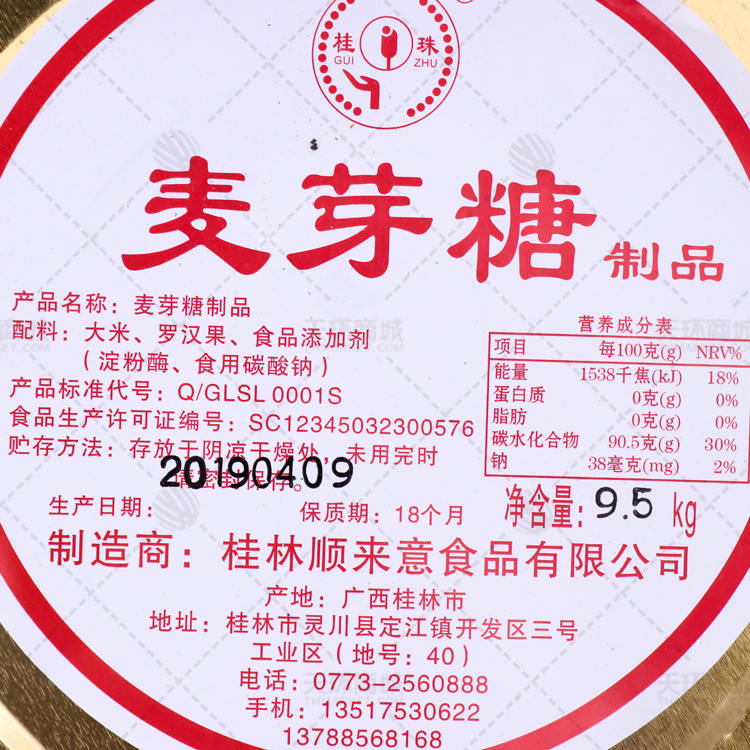 桂 珠
GUI ZHU
麦芽糖制品
产品名称：麦芽糖制品
配料：大米、罗汉果、食品添加剂
（淀粉酶、食用碳酸钠）
产品标准代号：Q/GLSL 0001S
食品生产许可证编号：SC12345032300576
贮存方法：存放于阴凉干燥处，未用完时
请密封保存。
20190409
生产日期：
保质期：18个月
营养成分表
项目 每100克(g) NRV%
能量 1538千焦(kJ) 18%
蛋白质 0克(g) 0%
脂肪 0克(g) 0%
碳水化合物 90.5克(g) 30%
钠 38毫克(mg) 2%
净含量：9.5 kg
制造商：桂林顺来意食品有限公司
产地：广西桂林市
地址：桂林市灵川县定江镇开发区三号
工业区（地号：40）
电话：0773-2560888
手机：13517530622
13788568168